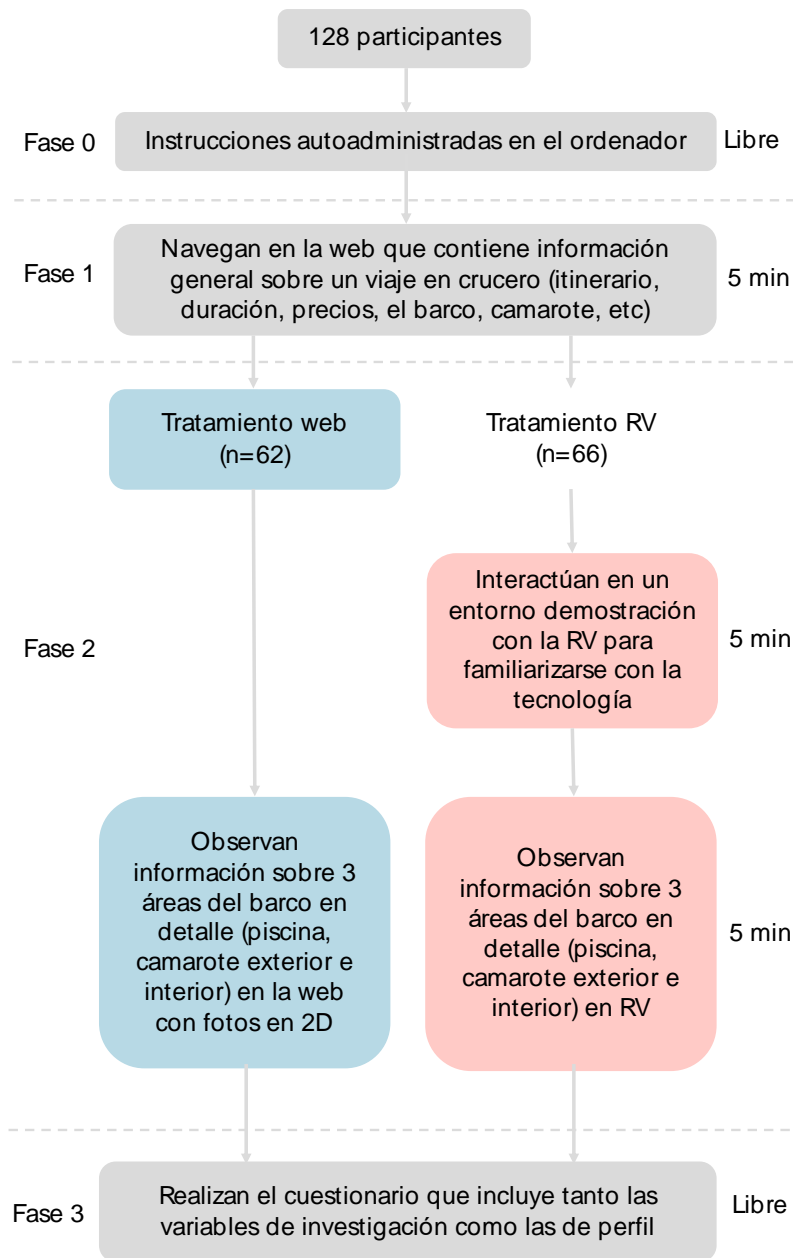 128 participantes
Fase 0
Instrucciones autoadministradas en el ordenador
Libre
Fase 1
Navegan en la web que contiene información
general sobre un viaje en crucero (itinerario,
duración, precios, el barco, camarote, etc)
5 min
Tratamiento web
(n=62)
Tratamiento RV
(n=66)
Fase 2
Interactúan en un
entorno demostración
con la RV para
familiarizarse con la
tecnología
5 min
Observan
información sobre 3
áreas del barco en
detalle (piscina,
camarote exterior e
interior) en la web
con fotos en 2D
Observan
información sobre 3
áreas del barco en
detalle (piscina,
camarote exterior e
interior) en RV
5 min
Fase 3
Realizan el cuestionario que incluye tanto las
variables de investigación como las de perfil
Libre